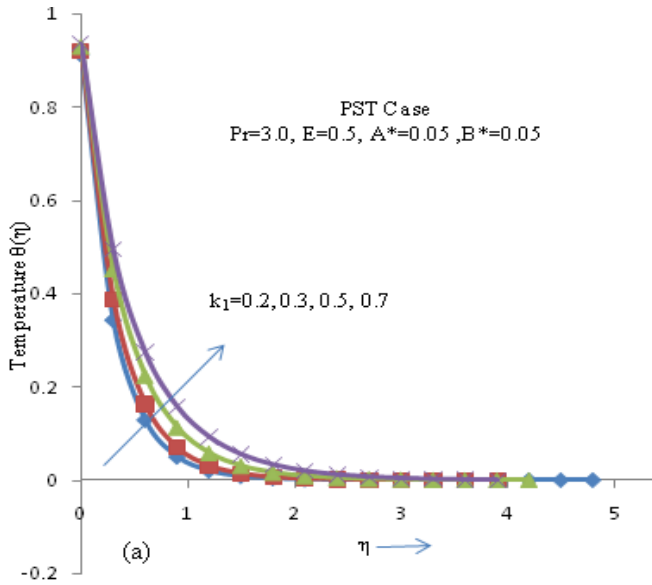 1
0.8
0.6
0.4
0.2
0
-0.2
Temperature θ(η)
PST Case
Pr=3.0, E=0.5, A*=0.05 ,B*=0.05
k₁=0.2, 0.3, 0.5, 0.7
0 1 2 3 4 5
(a)
η